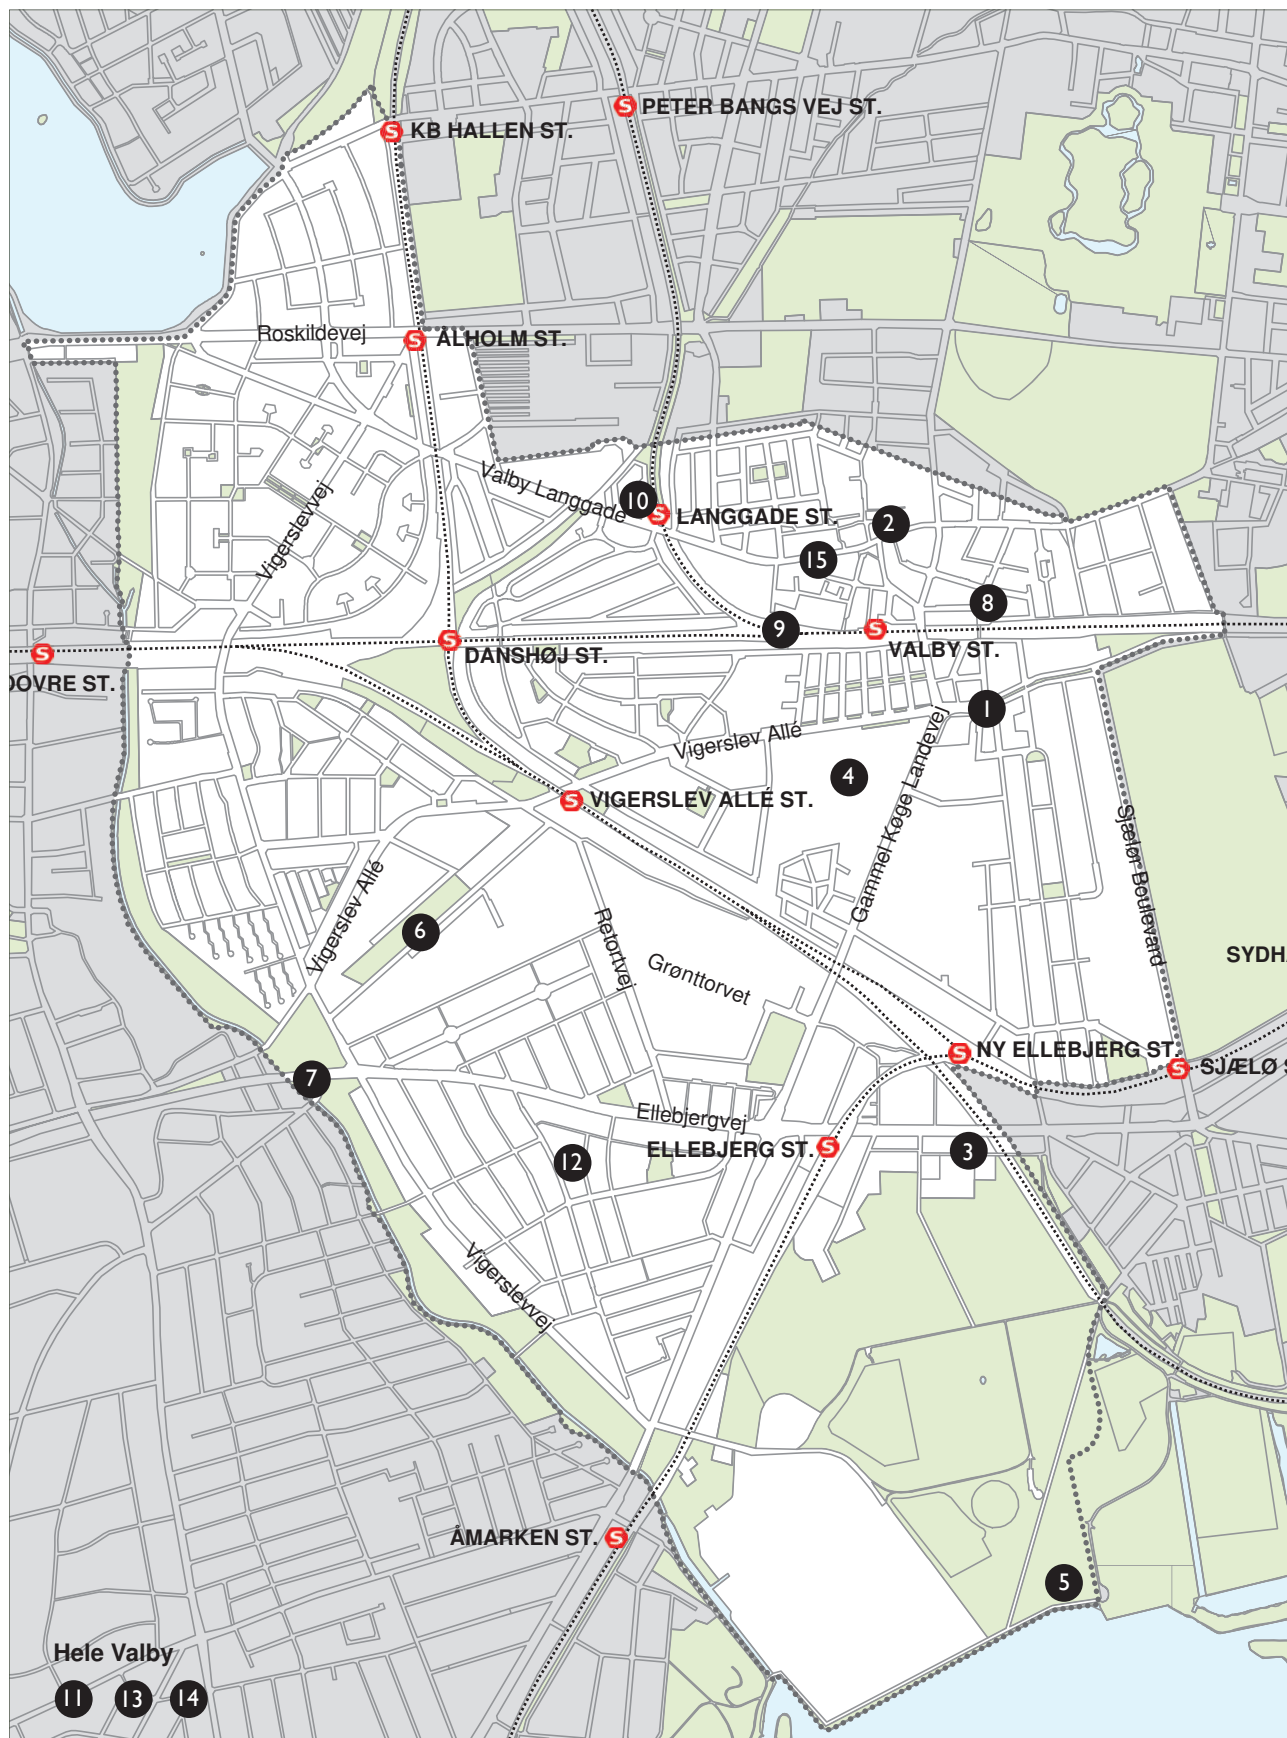 S PETER BANGS VEJ ST.
S KB HALLEN ST.
Roskildevej
S ALHOLM ST.
Valby Langgade
10
S LANGGADE ST.
2
Vigerslevvej
15
8
9
S
VALBY ST.
S
DANSHØJ ST.
S
DOVRE ST.
1
Vigerslev Allé
4
Gammel Køge Landevej
S VIGERSLEV ALLÉ ST.
Sjælør Boulevard
Vigerslev Allé
6
Retortvej
Grønttorvet
SYDH
S NY ELLEBJERG ST.
S SJÆLØ S
7
Ellebjergvej
ELLEBJERG ST. S
3
12
Vigerslevvej
ÅMARKEN ST. S
5
Hele Valby
11 13 14